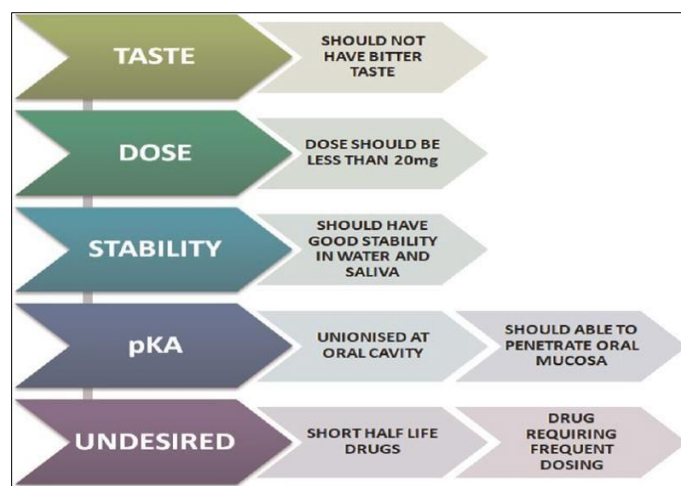 TASTE
SHOULD NOT
HAVE BITTER
TASTE
DOSE
DOSE SHOULD BE
LESS THAN 20mg
STABILITY
SHOULD HAVE
GOOD STABILITY
IN WATER AND
SALIVA
pKA
UNIONISED AT
ORAL CAVITY
SHOULD ABLE TO
PENETRATE ORAL
MUCOSA
UNDESIRED
SHORT HALF LIFE
DRUGS
DRUG
REQUIRING
FREQUENT
DOSING